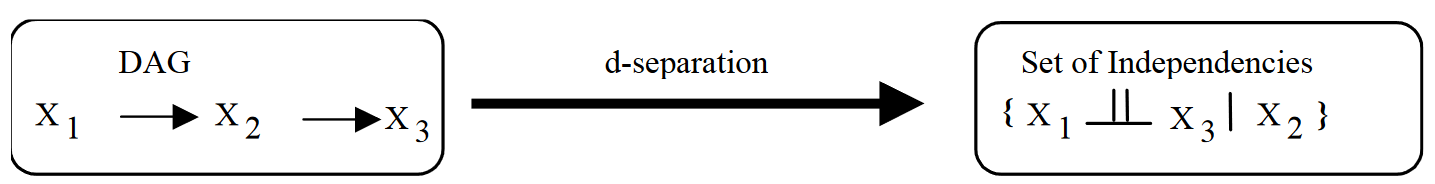 DAG
X1 → X2 → X3
d-separation
Set of Independencies
{ X1 ⫫ X3 | X2 }